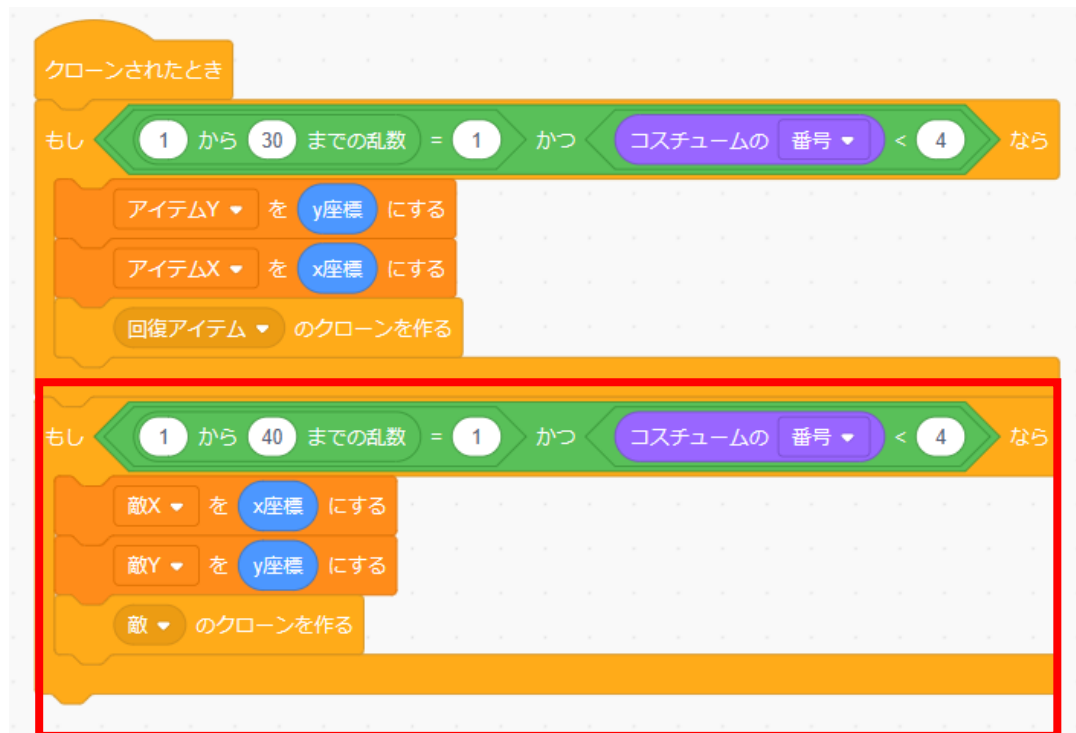 クローンされたとき
もし 1 から 30 までの乱数 = 1 かつ コスチュームの 番号 < 4 なら
アイテムY を y座標 にする
アイテムX を x座標 にする
回復アイテム のクローンを作る
もし 1 から 40 までの乱数 = 1 かつ コスチュームの 番号 < 4 なら
敵X を x座標 にする
敵Y を y座標 にする
敵 のクローンを作る